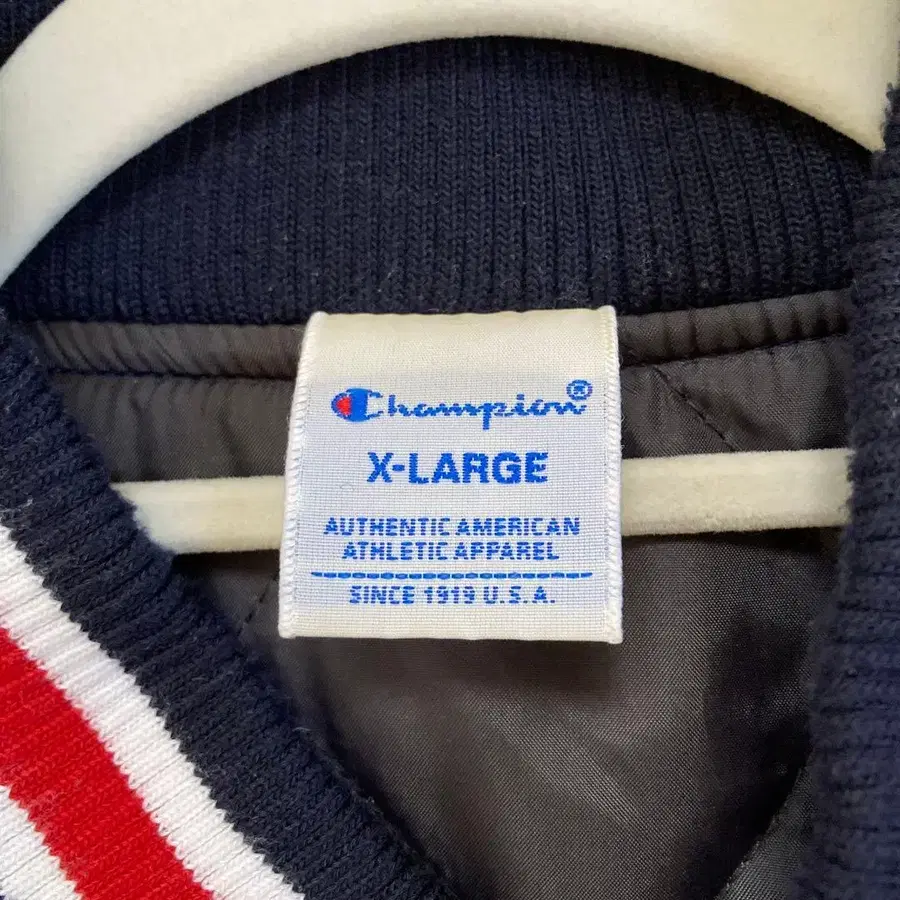 Champion®
X-LARGE
AUTHENTIC AMERICAN
ATHLETIC APPAREL
SINCE 1919 U.S.A.